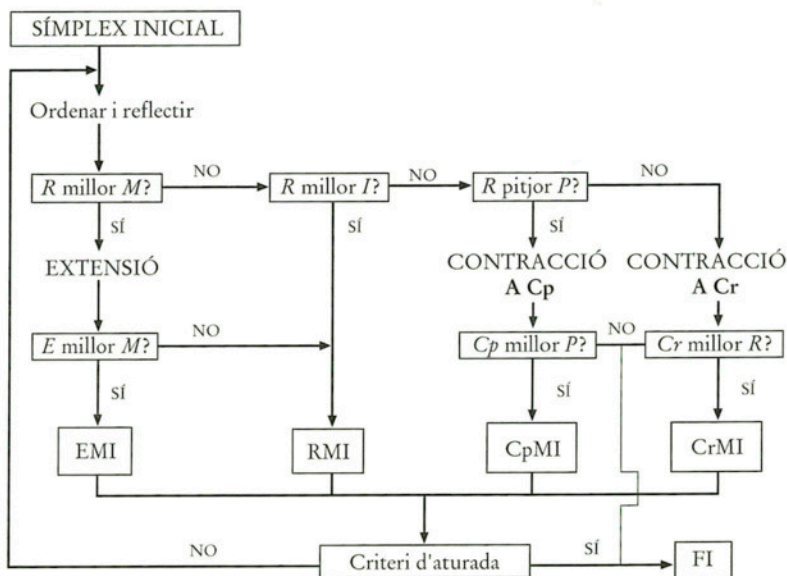 SÍMPLEX INICIAL
Ordenar i reflectir
R millor M?
NO
R millor I?
NO
R pitjor P?
NO
SÍ
SÍ
SÍ
EXTENSIÓ
CONTRACCIÓ
A Cp
CONTRACCIÓ
A Cr
E millor M?
NO
Cp millor P?
NO
Cr millor R?
SÍ
SÍ
SÍ
EMI
RMI
CpMI
CrMI
NO
Criteri d'aturada
SÍ
FI